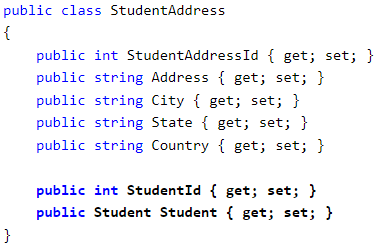 public class StudentAddress
{
    public int StudentAddressId { get; set; }
    public string Address { get; set; }
    public string City { get; set; }
    public string State { get; set; }
    public string Country { get; set; }

    public int StudentId { get; set; }
    public Student Student { get; set; }
}